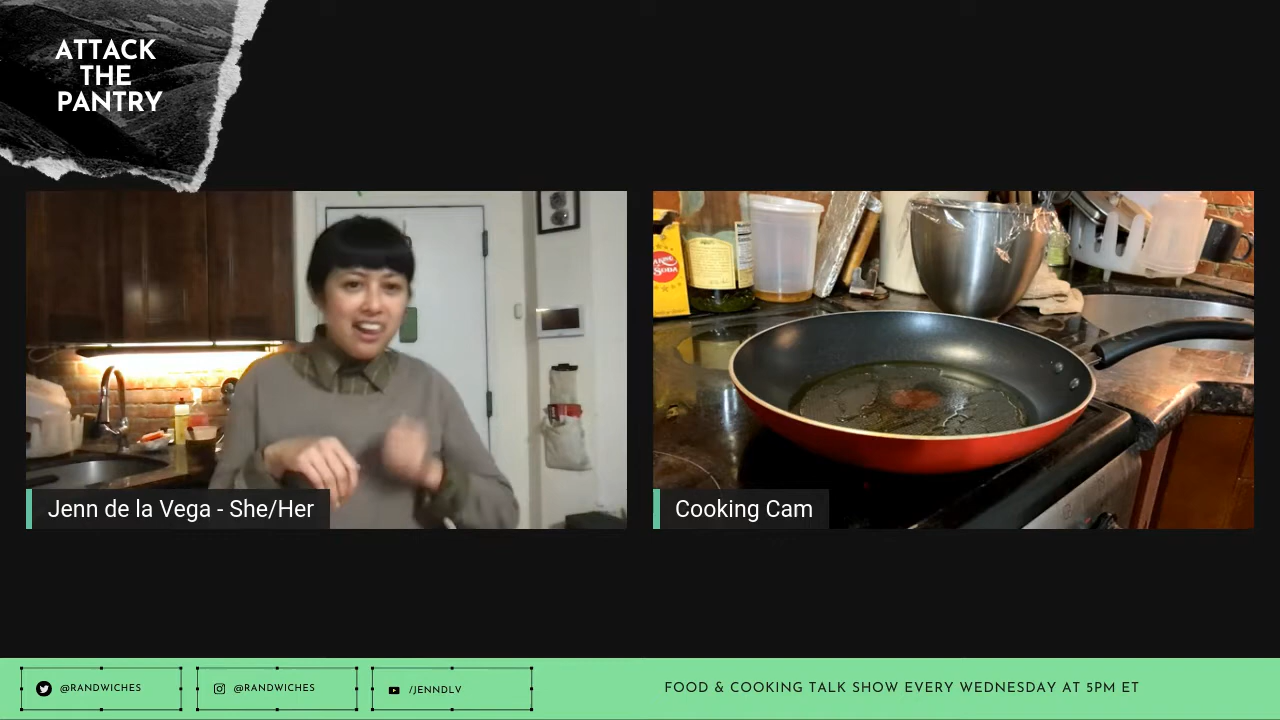 ATTACK
THE
PANTRY
Jenn de la Vega - She/Her
Cooking Cam
@RANDWICHES
@RANDWICHES
/JENNDLV
FOOD & COOKING TALK SHOW EVERY WEDNESDAY AT 5PM ET
SODA